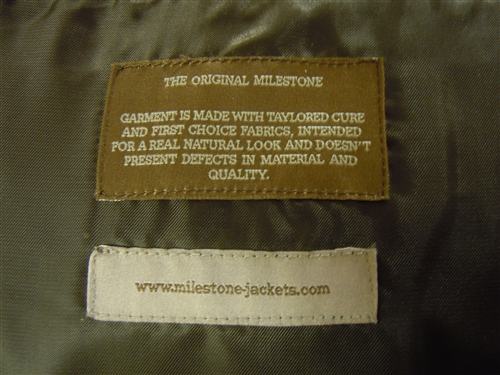 THE ORIGINAL MILESTONE
GARMENT IS MADE WITH TAYLORED CURE
AND FIRST CHOICE FABRICS, INTENDED
FOR A REAL NATURAL LOOK AND DOESN'T
PRESENT DEFECTS IN MATERIAL AND
QUALITY.
www.milestone-jackets.com